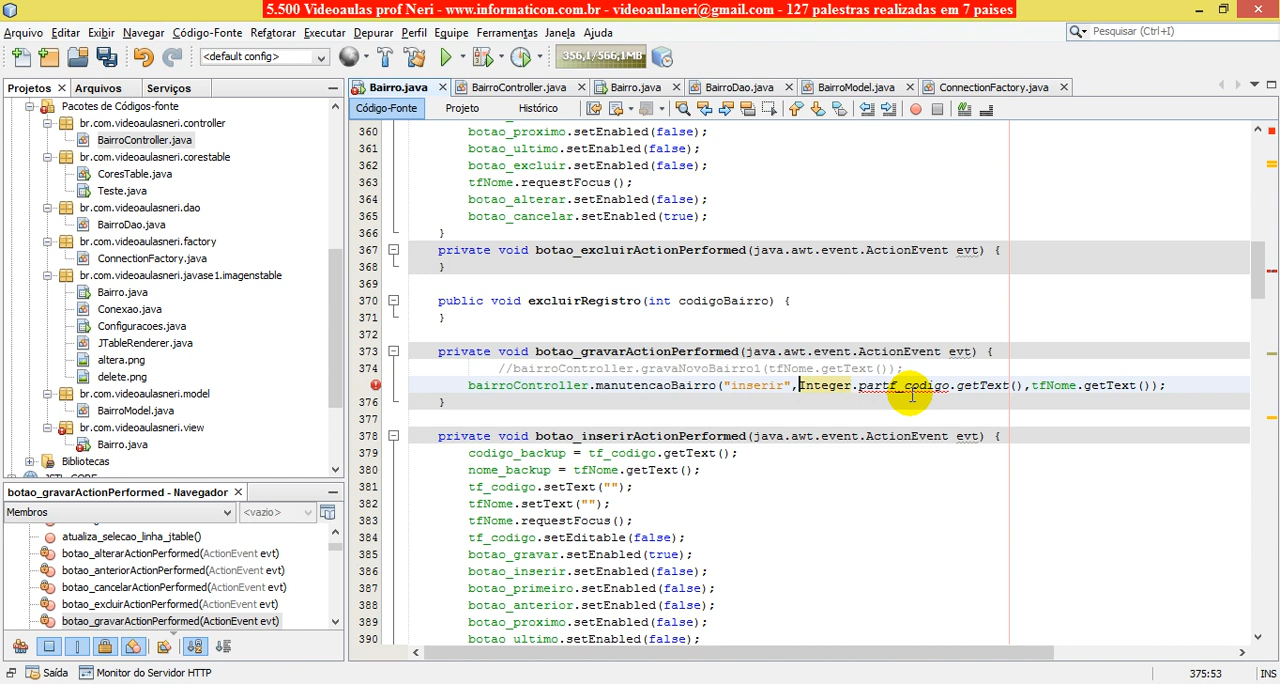 5.500 Videoaulas prof Neri - www.informaticon.com.br - videoaulaneri@gmail.com - 127 palestras realizadas em 7 paises
Arquivo Editar Exibir Navegar Código-Fonte Refatorar Executar Depurar Perfil Equipe Ferramentas Janela Ajuda
Pesquisar (Ctrl+I)
<default config>
356,1/566,1MB
Projetos Arquivos Serviços
Bairro.java BairroController.java Bairro.java BairroDao.java BairroModel.java ConnectionFactory.java
Código-Fonte Projeto Histórico
Pacotes de Códigos-fonte
br.com.videoaulasneri.controller
BairroController.java
br.com.videoaulasneri.corestable
CoresTable.java
Teste.java
br.com.videoaulasneri.dao
BairroDao.java
br.com.videoaulasneri.factory
ConnectionFactory.java
br.com.videoaulasneri.javase1.imagenstable
Bairro.java
Conexao.java
Configuracoes.java
JTableRenderer.java
altera.png
delete.png
br.com.videoaulasneri.model
BairroModel.java
br.com.videoaulasneri.view
Bairro.java
Bibliotecas
botao_gravarActionPerformed - Navegador
Membros
<vazio>
atualiza_selecao_linha_jtable()
botao_alterarActionPerformed(ActionEvent evt)
botao_anteriorActionPerformed(ActionEvent evt)
botao_cancelarActionPerformed(ActionEvent evt)
botao_excluirActionPerformed(ActionEvent evt)
botao_gravarActionPerformed(ActionEvent evt)
360 botao_proximo.setEnabled(false);
361 botao_ultimo.setEnabled(false);
362 botao_excluir.setEnabled(false);
363 tfNome.requestFocus();
364 botao_alterar.setEnabled(false);
365 botao_cancelar.setEnabled(true);
366 }
367 private void botao_excluirActionPerformed(java.awt.event.ActionEvent evt) {
368 }
369
370 public void excluirRegistro(int codigoBairro) {
371 }
372
373 private void botao_gravarActionPerformed(java.awt.event.ActionEvent evt) {
374 //bairroController.gravaNovoBairro1(tfNome.getText());
bairroController.manutencaoBairro("inserir",Integer.partf_codigo.getText(),tfNome.getText());
376 }
377
378 private void botao_inserirActionPerformed(java.awt.event.ActionEvent evt) {
379 codigo_backup = tf_codigo.getText();
380 nome_backup = tfNome.getText();
381 tf_codigo.setText("");
382 tfNome.setText("");
383 tfNome.requestFocus();
384 tf_codigo.setEditable(false);
385 botao_gravar.setEnabled(true);
386 botao_inserir.setEnabled(false);
387 botao_primeiro.setEnabled(false);
388 botao_anterior.setEnabled(false);
389 botao_proximo.setEnabled(false);
390 botao_ultimo.setEnabled(false);
Saída Monitor do Servidor HTTP
375:53 INS